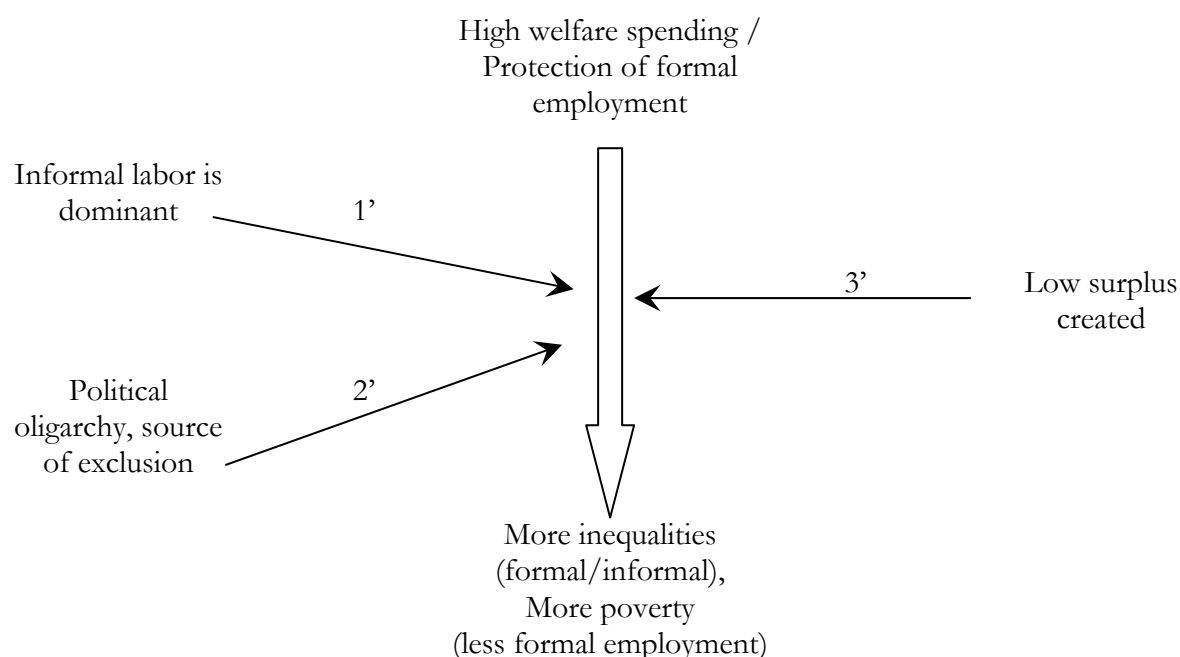 High welfare spending /
Protection of formal
employment
Informal labor is
dominant
1’
3’
Low surplus
created
Political
oligarchy, source
of exclusion
2’
More inequalities
(formal/informal),
More poverty
(less formal employment)